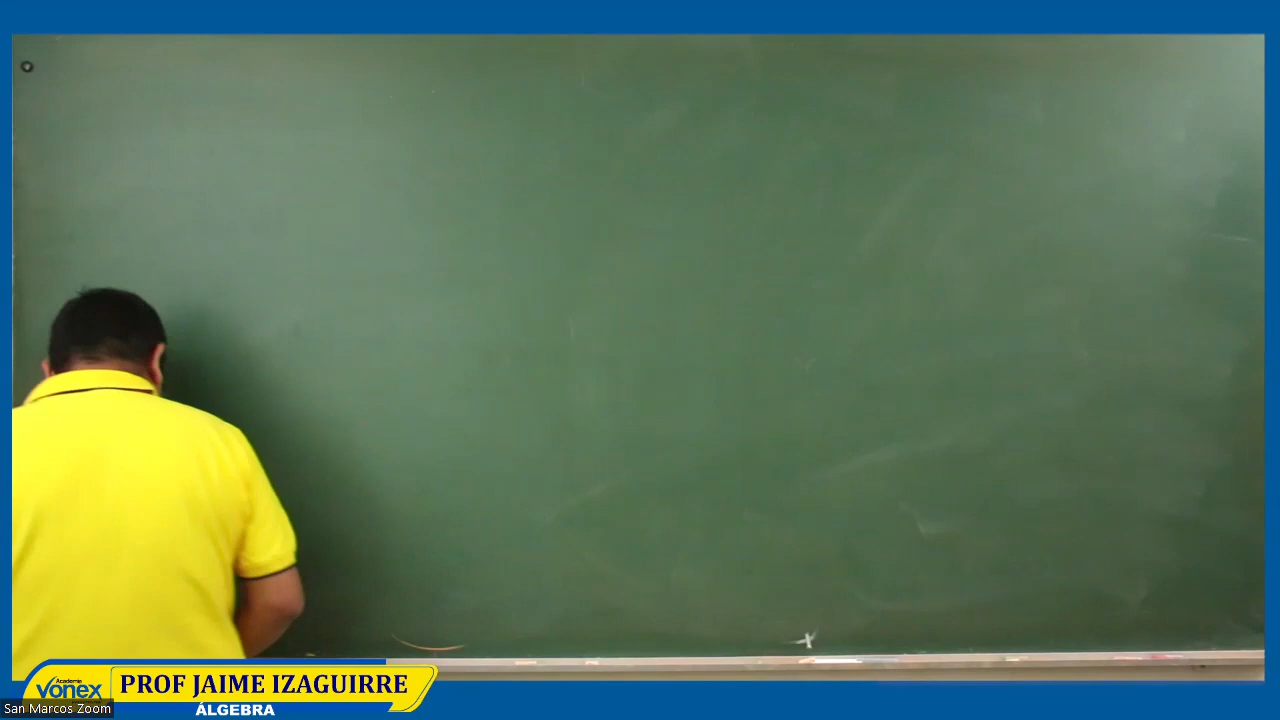 PROF JAIME IZAGUIRRE
Academia
Vonex
San Marcos Zoom
ÁLGEBRA